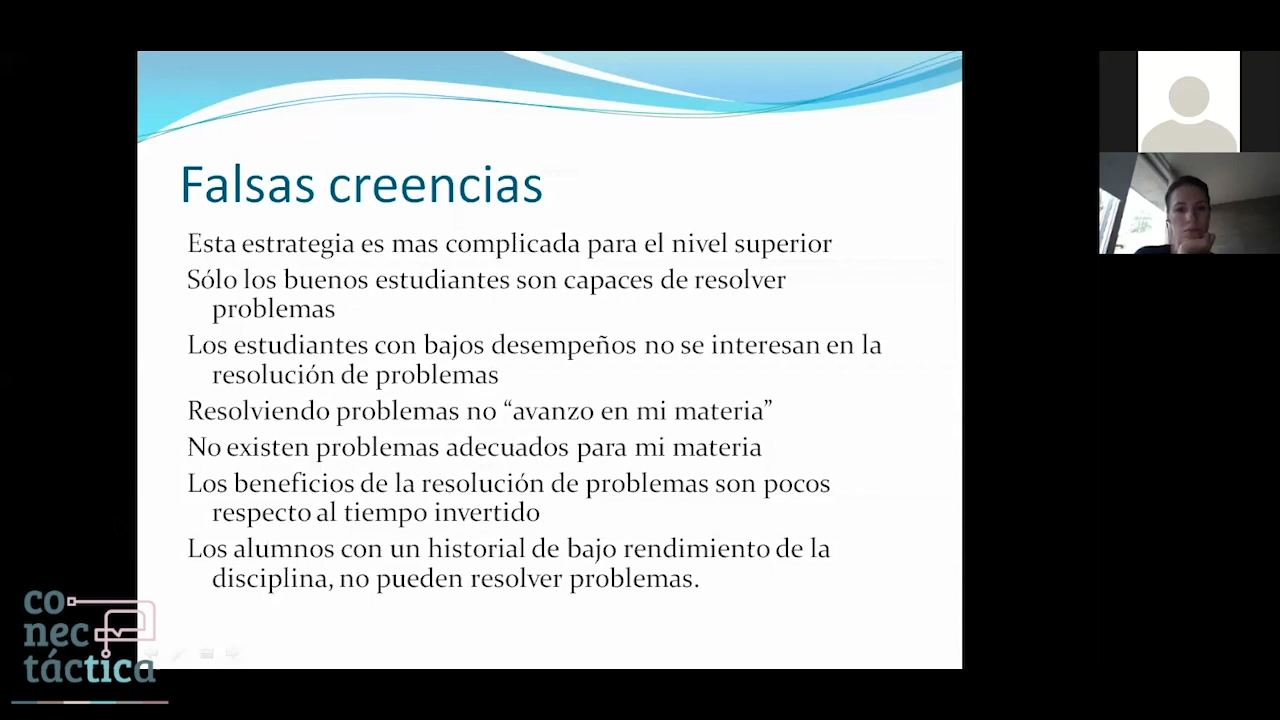 Falsas creencias
Esta estrategia es mas complicada para el nivel superior
Sólo los buenos estudiantes son capaces de resolver
problemas
Los estudiantes con bajos desempeños no se interesan en la
resolución de problemas
Resolviendo problemas no “avanzo en mi materia”
No existen problemas adecuados para mi materia
Los beneficios de la resolución de problemas son pocos
respecto al tiempo invertido
Los alumnos con un historial de bajo rendimiento de la
disciplina, no pueden resolver problemas.
co
nec
táctica